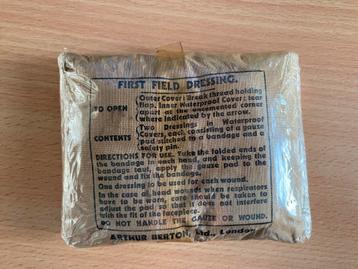 FIRST FIELD DRESSING.
TO OPEN
Outer Cover: Break thread holding
flap. Inner Waterproof Cover: tear
apart at the uncemented corner
where indicated by the arrow.
CONTENTS
Two Dressings in Waterproof
Covers, each consisting of a gauze
pad stitched to a bandage, and a
safety pin.
DIRECTIONS FOR USE. Take the folded ends of
the bandage in each hand, and keeping the
bandage taut, apply the gauze pad to the
wound and fix the bandage.
One dressing to be used for each wound.
In the case of head wounds when respirators
have to be worn, care should be taken to
adjust the pad so that it does not interfere
with the fit of the facepiece.
DO NOT HANDLE THE GAUZE OR WOUND.
ARTHUR BERTON, Ltd., London